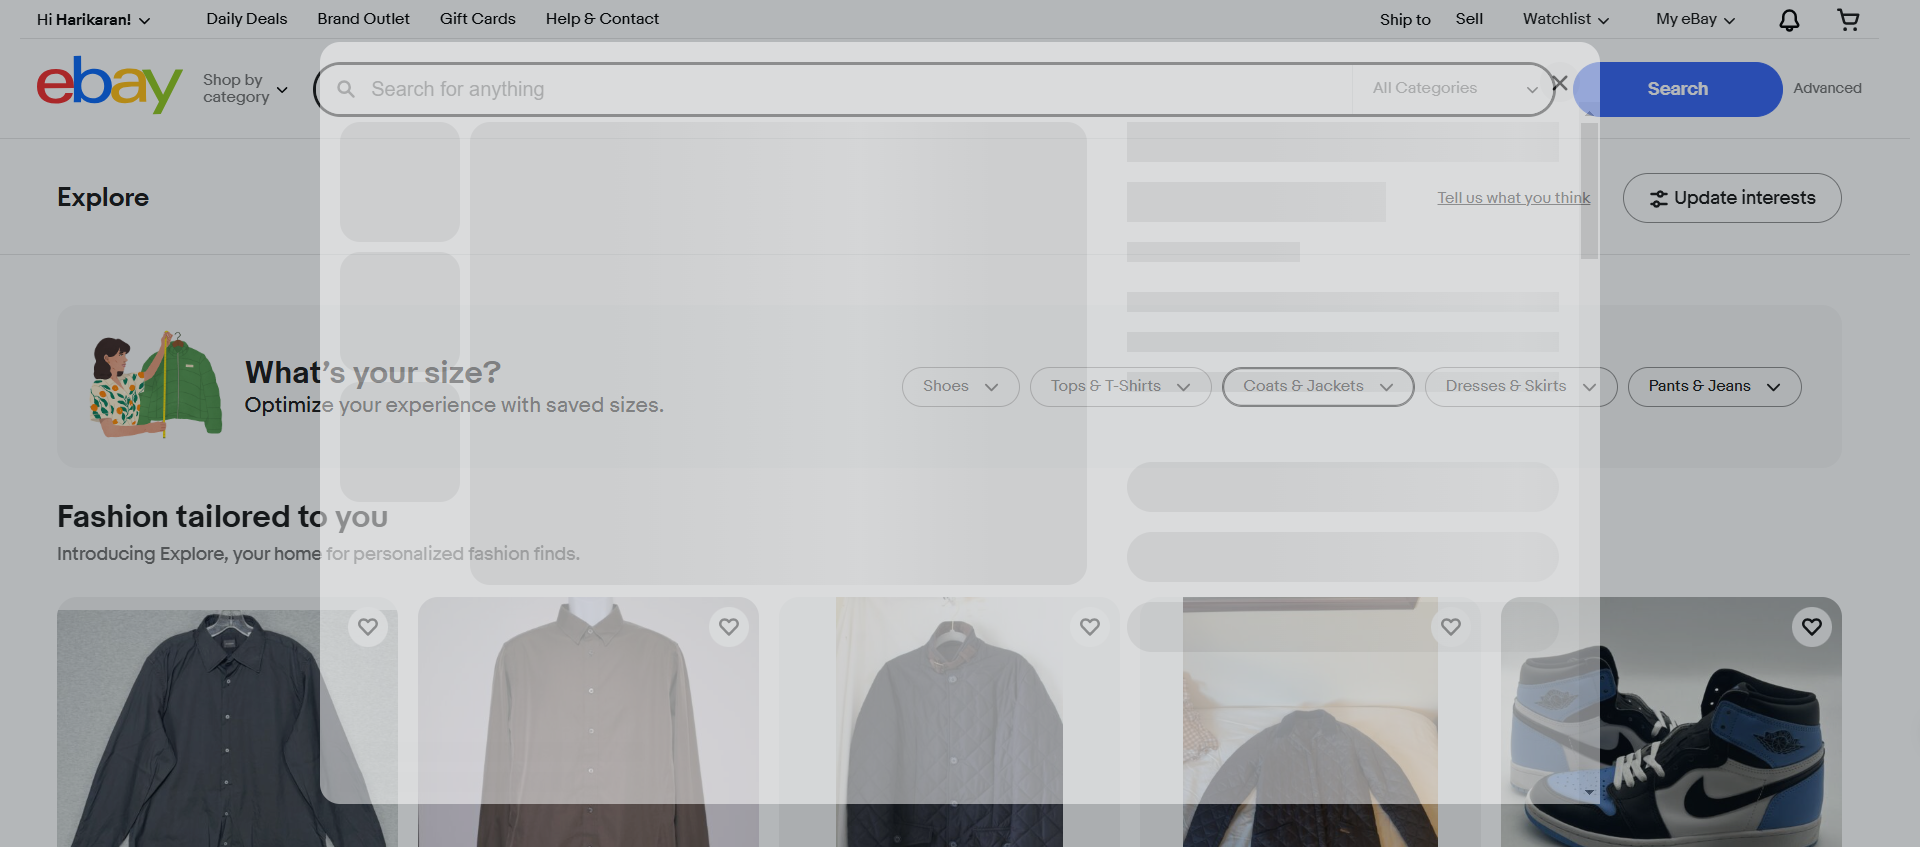 Hi Harikaran! Daily Deals Brand Outlet Gift Cards Help & Contact Ship to Sell Watchlist My eBay
ebay
Shop by
category
Search for anything
All Categories
Search
Advanced
Explore
Tell us what you think
Update interests
What's your size?
Optimize your experience with saved sizes.
Shoes Tops & T-Shirts Coats & Jackets Dresses & Skirts Pants & Jeans
Fashion tailored to you
Introducing Explore, your home for personalized fashion finds.